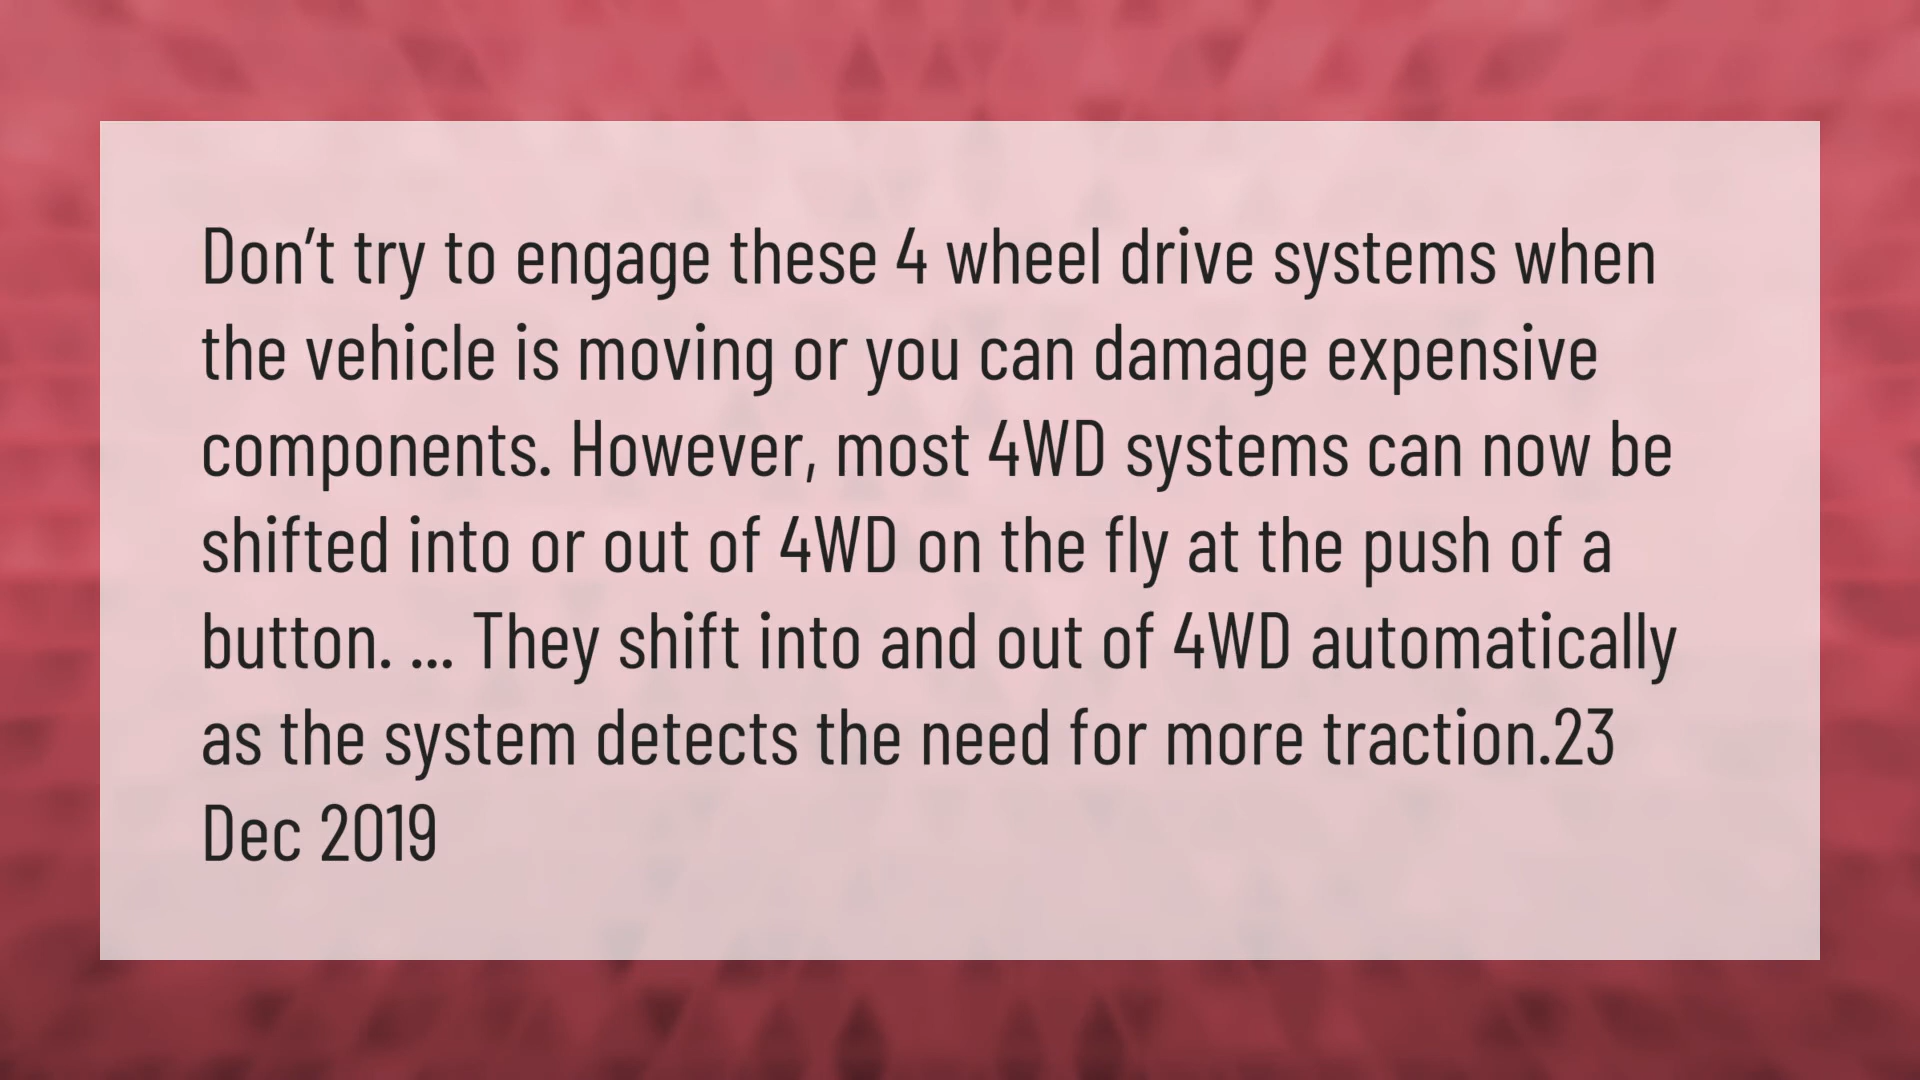 Don’t try to engage these 4 wheel drive systems when
the vehicle is moving or you can damage expensive
components. However, most 4WD systems can now be
shifted into or out of 4WD on the fly at the push of a
button. ... They shift into and out of 4WD automatically
as the system detects the need for more traction.23
Dec 2019